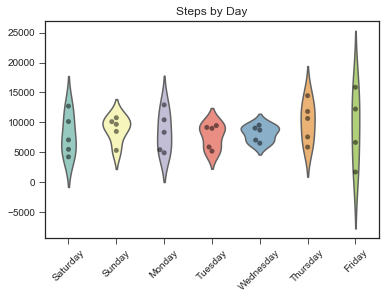 Steps by Day
25000
20000
15000
10000
5000
0
−5000
Saturday
Sunday
Monday
Tuesday
Wednesday
Thursday
Friday